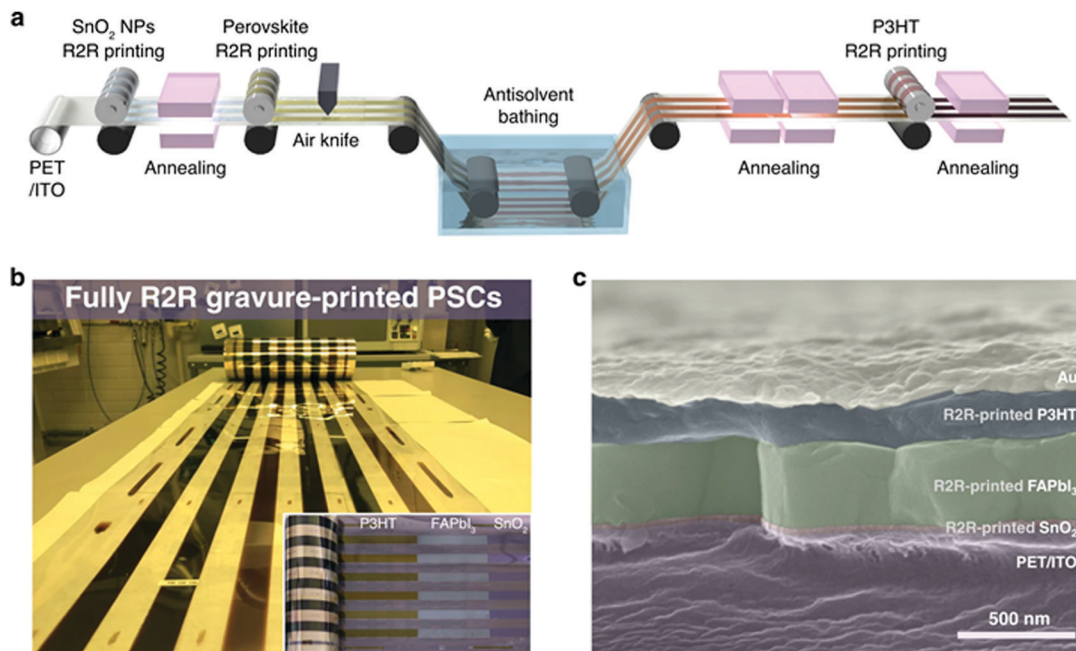 a
SnO₂ NPs
R2R printing
Perovskite
R2R printing
P3HT
R2R printing
Antisolvent
bathing
Air knife
PET
/ITO
Annealing
Annealing
Annealing
b
Fully R2R gravure-printed PSCs
P3HT
FAPbI₃
SnO₂
c
Au
R2R-printed P3HT
R2R-printed FAPbI₃
R2R-printed SnO₂
PET/ITO
500 nm